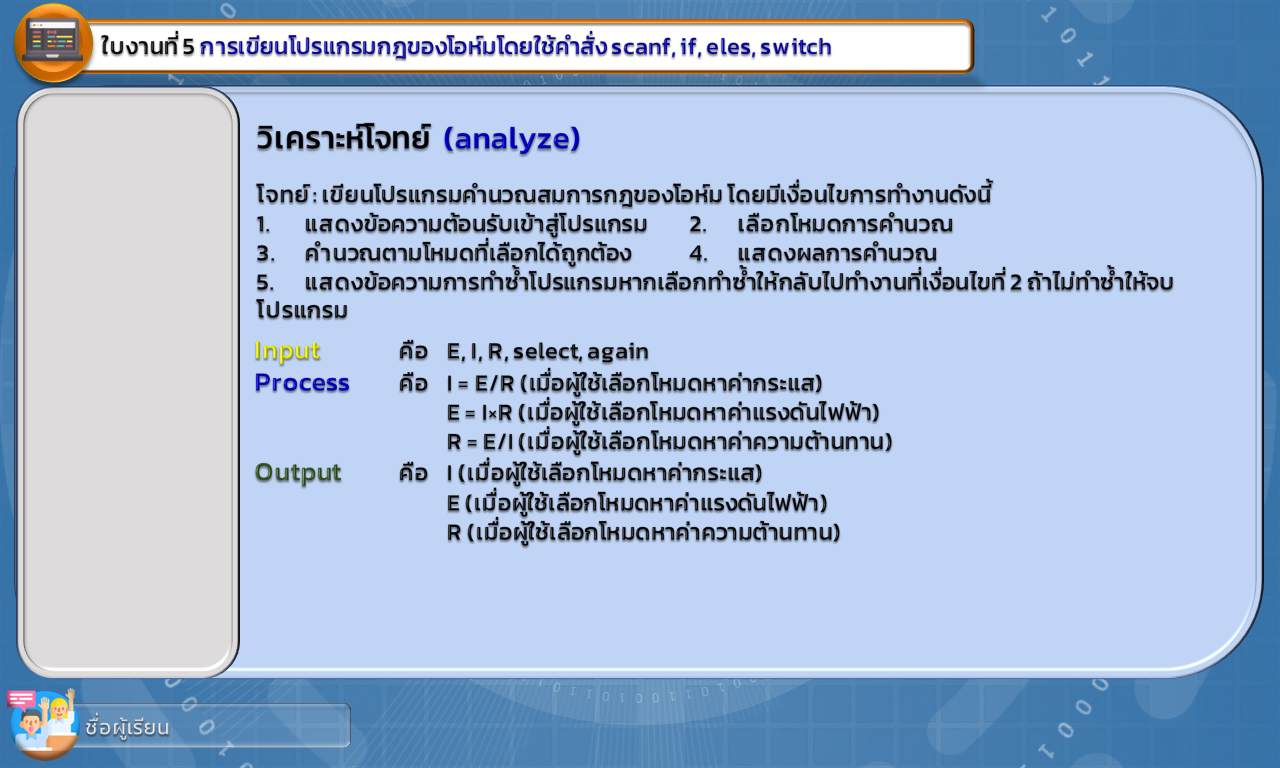 ใบงานที่ 5 การเขียนโปรแกรมกฎของโอห์มโดยใช้คำสั่ง scanf, if, eles, switch
วิเคราะห์โจทย์ (analyze)
โจทย์ : เขียนโปรแกรมคำนวณสมการกฎของโอห์ม โดยมีเงื่อนไขการทำงานดังนี้
1. แสดงข้อความต้อนรับเข้าสู่โปรแกรม 2. เลือกโหมดการคำนวณ
3. คำนวณตามโหมดที่เลือกได้ถูกต้อง 4. แสดงผลการคำนวณ
5. แสดงข้อความการทำซ้ำโปรแกรมหากเลือกทำซ้ำให้กลับไปทำงานที่เงื่อนไขที่ 2 ถ้าไม่ทำซ้ำให้จบ
โปรแกรม
Input คือ E, I, R, select, again
Process คือ I = E/R (เมื่อผู้ใช้เลือกโหมดหาค่ากระแส)
E = I×R (เมื่อผู้ใช้เลือกโหมดหาค่าแรงดันไฟฟ้า)
R = E/I (เมื่อผู้ใช้เลือกโหมดหาค่าความต้านทาน)
Output คือ I (เมื่อผู้ใช้เลือกโหมดหาค่ากระแส)
E (เมื่อผู้ใช้เลือกโหมดหาค่าแรงดันไฟฟ้า)
R (เมื่อผู้ใช้เลือกโหมดหาค่าความต้านทาน)
ชื่อผู้เรียน